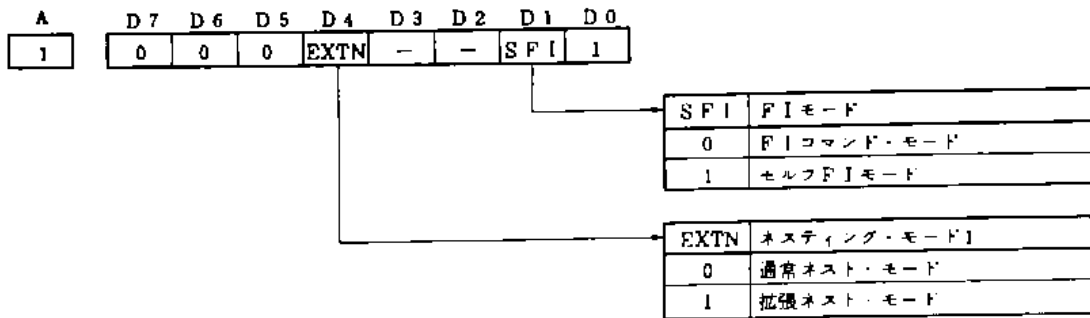 A D7 D6 D5 D4 D3 D2 D1 D0
1 0 0 0 EXTN - - SFI 1
SFI FIモード
0 FIコマンド・モード
1 セルフFIモード
EXTN ネスティング・モード1
0 通常ネスト・モード
1 拡張ネスト・モード